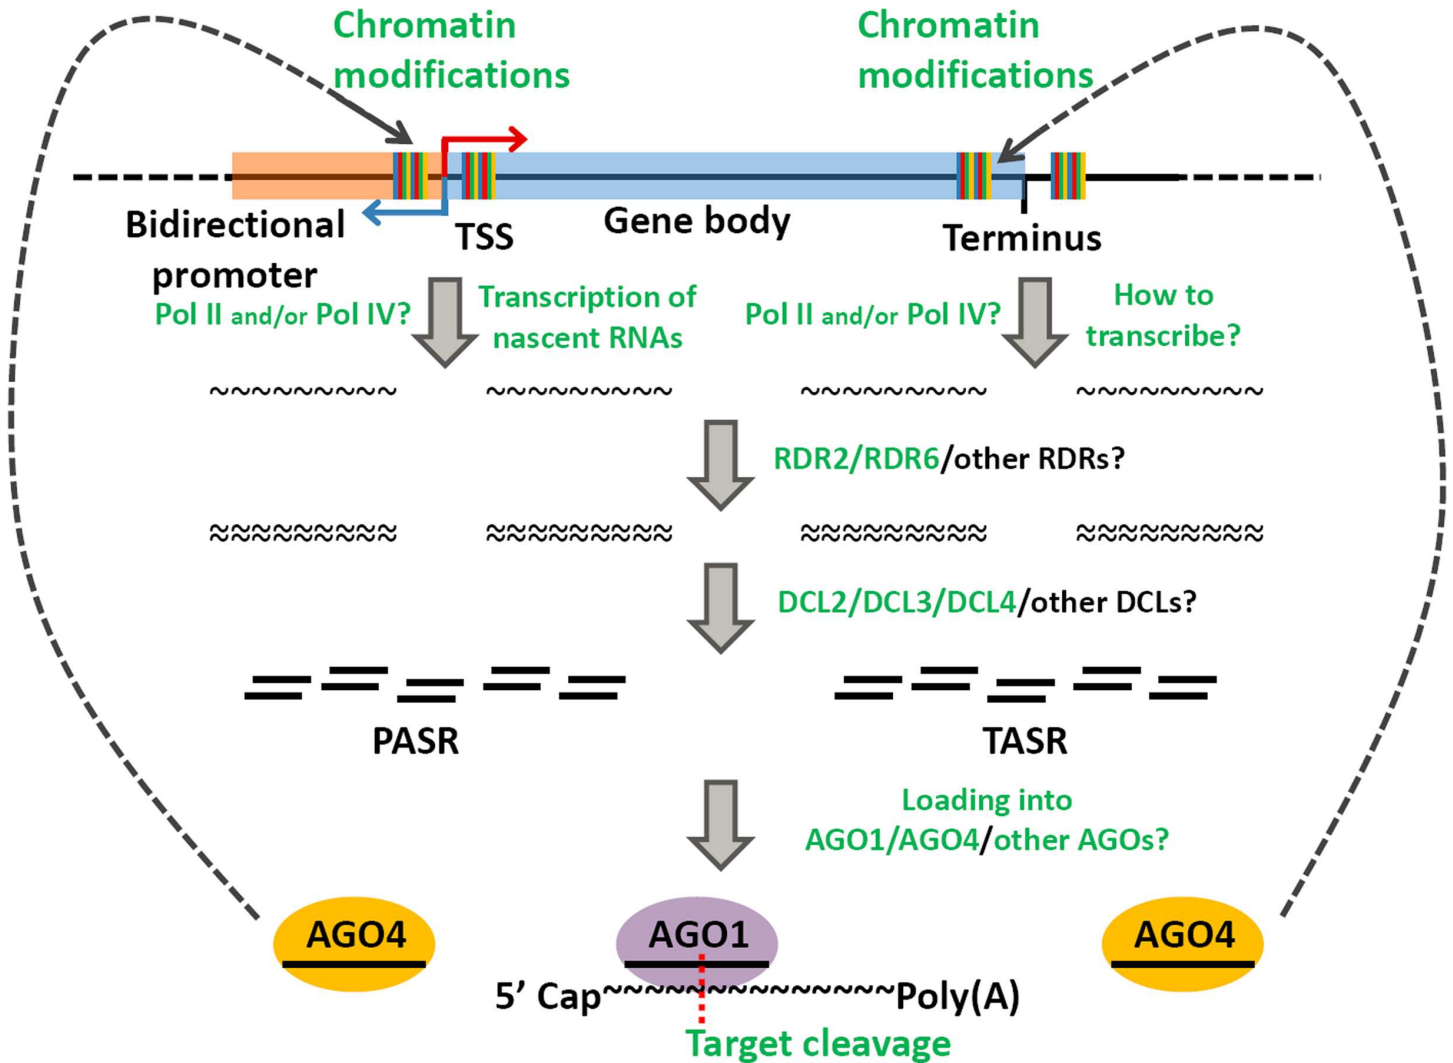 Chromatin
modifications
Chromatin
modifications
Bidirectional
promoter
TSS
Gene body
Terminus
Pol II and/or Pol IV?
Transcription of
nascent RNAs
Pol II and/or Pol IV?
How to
transcribe?
RDR2/RDR6/other RDRs?
DCL2/DCL3/DCL4/other DCLs?
PASR
TASR
Loading into
AGO1/AGO4/other AGOs?
AGO4
AGO1
AGO4
5’ Cap~~~~~~~~~~~~~~Poly(A)
Target cleavage